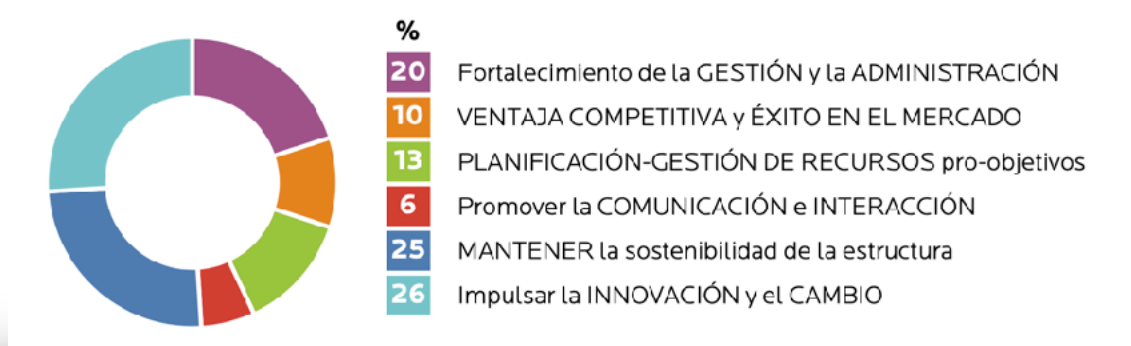 %
20 Fortalecimiento de la GESTIÓN y la ADMINISTRACIÓN
10 VENTAJA COMPETITIVA y ÉXITO EN EL MERCADO
13 PLANIFICACIÓN-GESTIÓN DE RECURSOS pro-objetivos
6 Promover la COMUNICACIÓN e INTERACCIÓN
25 MANTENER la sostenibilidad de la estructura
26 Impulsar la INNOVACIÓN y el CAMBIO